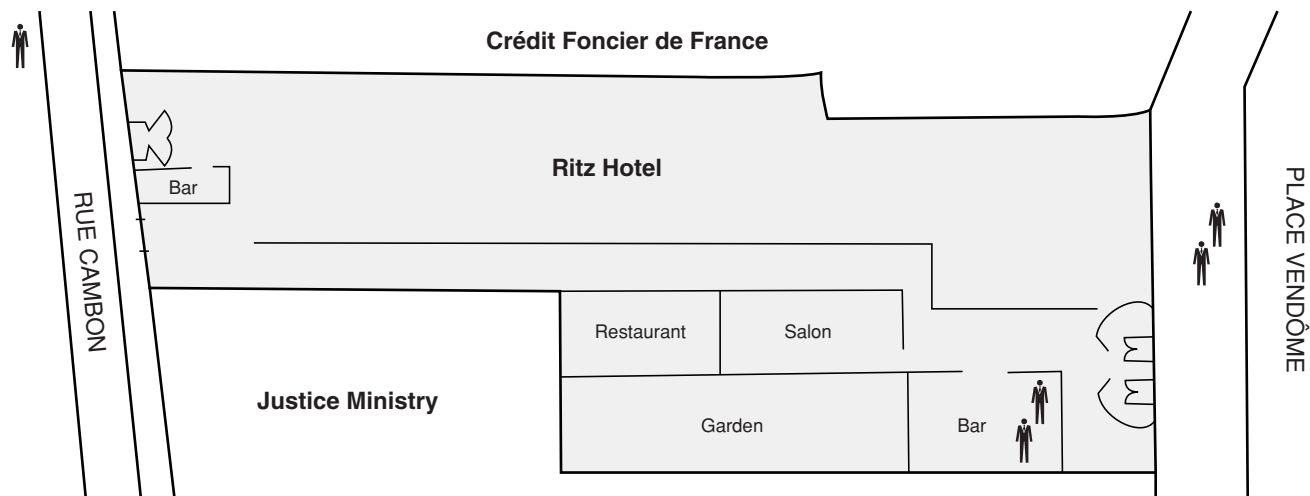 Crédit Foncier de France
Ritz Hotel
Bar
RUE CAMBON
PLACE VENDÔME
Restaurant
Salon
Justice Ministry
Garden
Bar